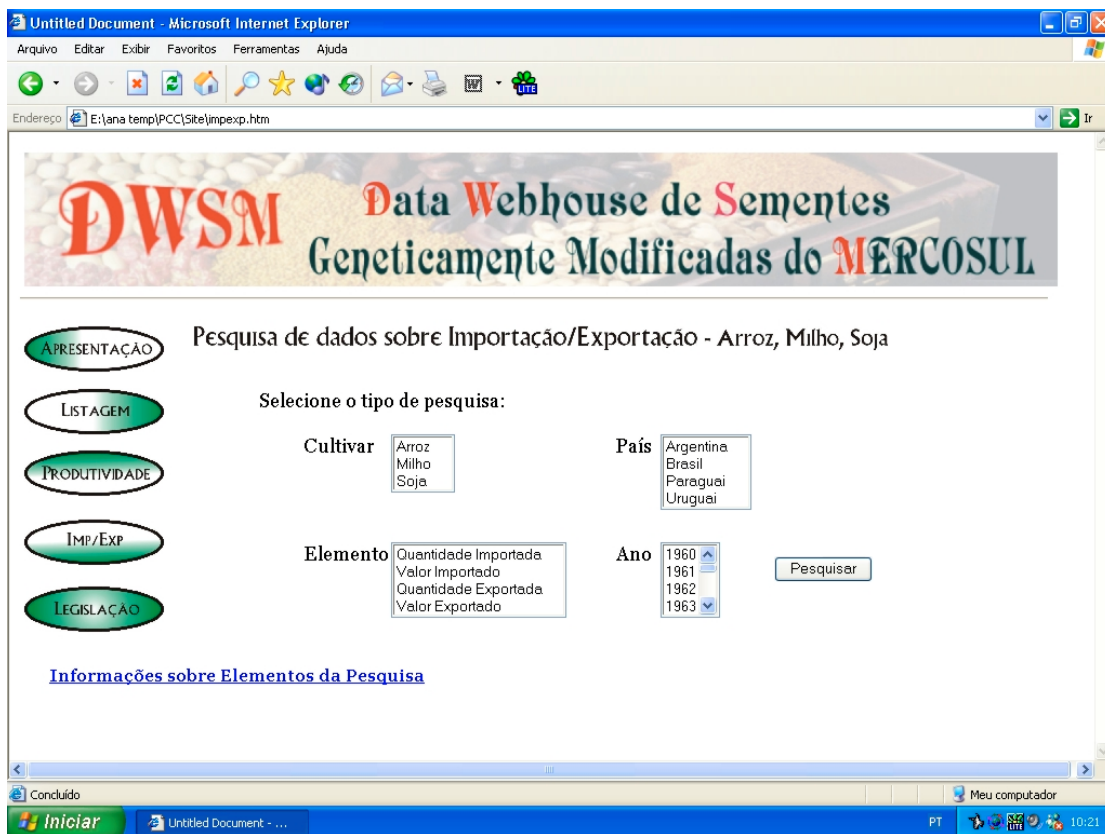 Untitled Document - Microsoft Internet Explorer
Arquivo Editar Exibir Favoritos Ferramentas Ajuda
W
LITE
Endereço E:\ana temp\PCC\Site\impexp.htm Ir
DWSM
Data Webhouse de Sementes
Geneticamente Modificadas do MERCOSUL
Pesquisa de dados sobre Importação/Exportação - Arroz, Milho, Soja
Apresentação
Listagem
Produtividade
Imp/Exp
Legislação
Selecione o tipo de pesquisa:
Cultivar
Arroz
Milho
Soja
País
Argentina
Brasil
Paraguai
Uruguai
Elemento
Quantidade Importada
Valor Importado
Quantidade Exportada
Valor Exportado
Ano
1960
1961
1962
1963
Pesquisar
Informações sobre Elementos da Pesquisa
Concluído Meu computador
Iniciar Untitled Document - ... PT LITE 10:21